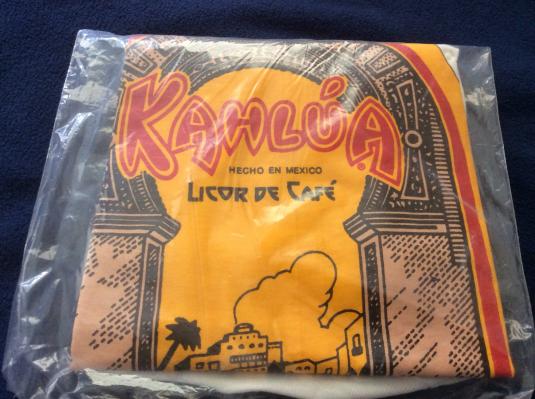 KAHLÚA
HECHO EN MEXICO
LICOR DE CAFÉ